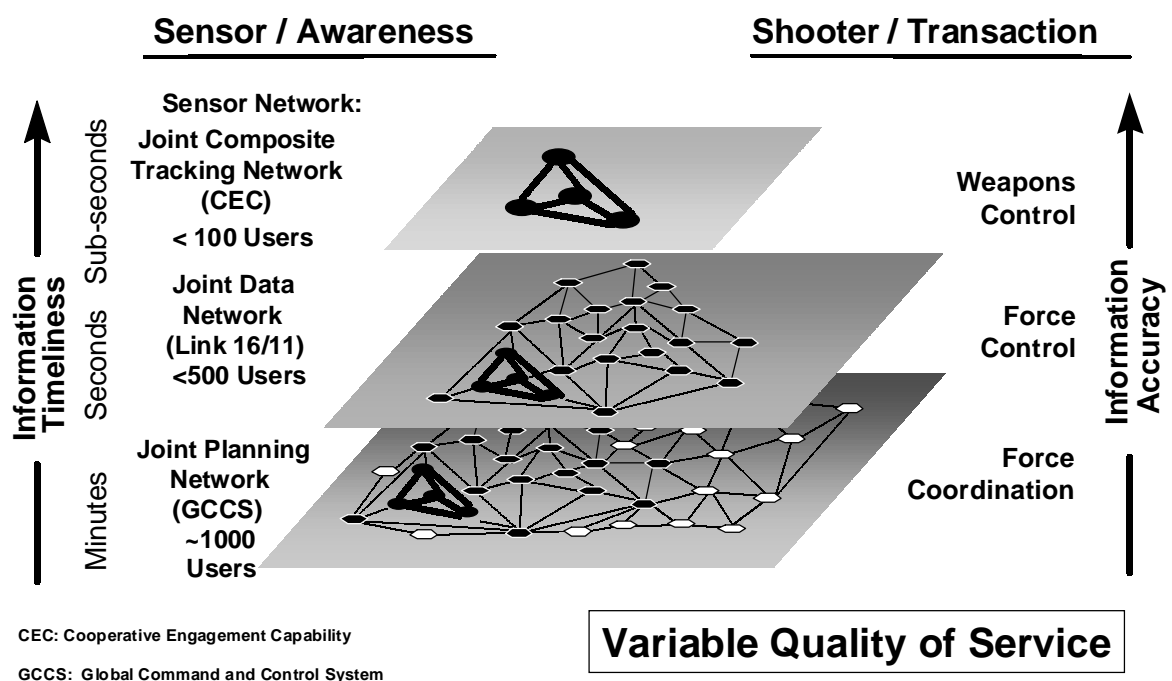 Sensor / Awareness
Shooter / Transaction
Sensor Network:
Joint Composite
Tracking Network
(CEC)
< 100 Users
Weapons
Control
Joint Data
Network
(Link 16/11)
<500 Users
Force
Control
Joint Planning
Network
(GCCS)
~1000
Users
Force
Coordination
Information
Timeliness
Sub-seconds
Seconds
Minutes
Information
Accuracy
CEC: Cooperative Engagement Capability
GCCS: Global Command and Control System
Variable Quality of Service